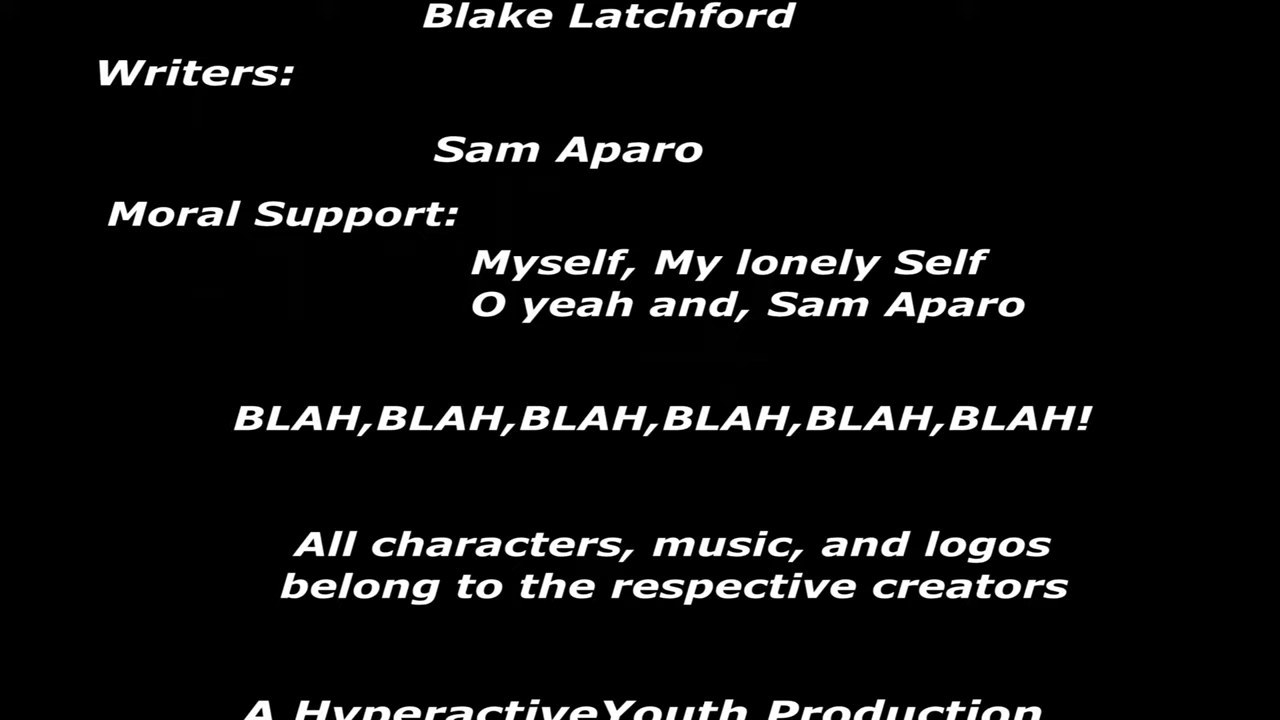 Blake Latchford
Writers:
Sam Aparo
Moral Support:
Myself, My lonely Self
O yeah and, Sam Aparo
BLAH,BLAH,BLAH,BLAH,BLAH,BLAH!
All characters, music, and logos
belong to the respective creators
A HyperactiveYouth Production